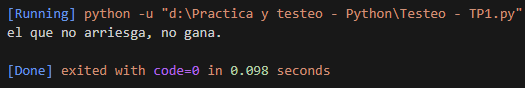 [Running] python -u "d:\Practica y testeo - Python\Testeo - TP1.py"
el que no arriesga, no gana.
[Done] exited with code=0 in 0.098 seconds